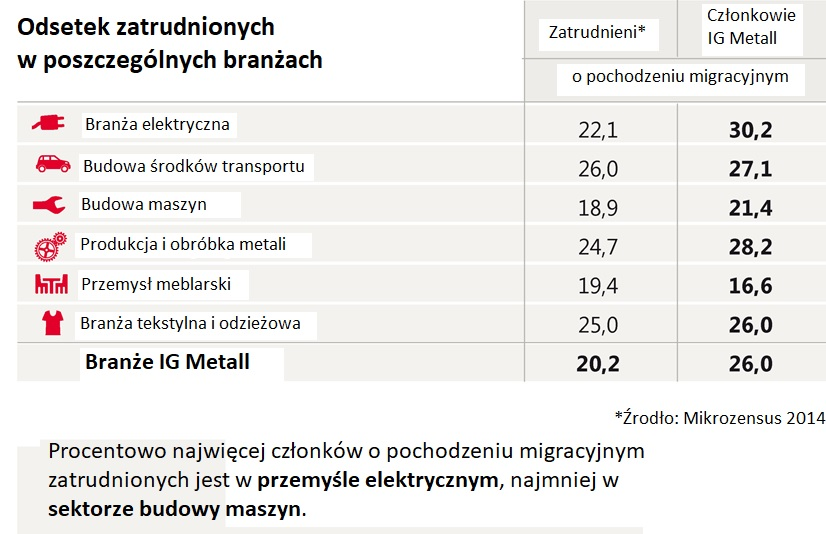 Odsetek zatrudnionych
w poszczególnych branżach
Zatrudnieni*
Członkowie
IG Metall
o pochodzeniu migracyjnym
Branża elektryczna 22,1 30,2
Budowa środków transportu 26,0 27,1
Budowa maszyn 18,9 21,4
Produkcja i obróbka metali 24,7 28,2
Przemysł meblarski 19,4 16,6
Branża tekstylna i odzieżowa 25,0 26,0
Branże IG Metall 20,2 26,0
*Źrodło: Mikrozensus 2014
Procentowo najwięcej członków o pochodzeniu migracyjnym
zatrudnionych jest w przemyśle elektrycznym, najmniej w
sektorze budowy maszyn.